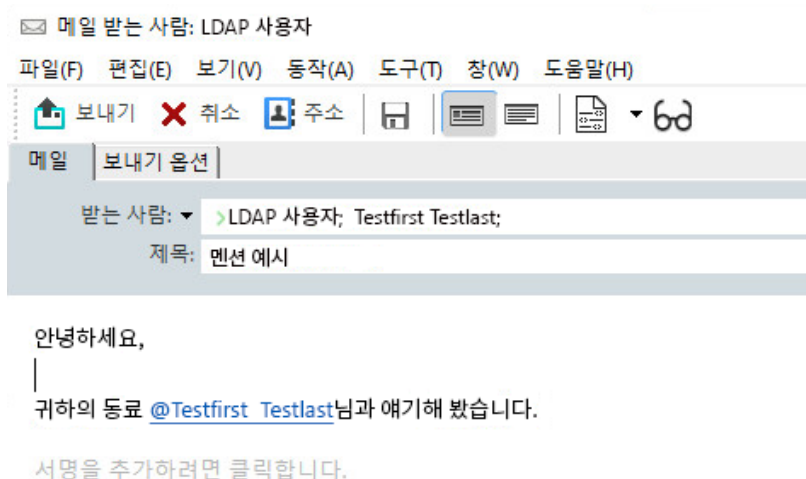 메일 받는 사람: LDAP 사용자
파일(F) 편집(E) 보기(V) 동작(A) 도구(T) 창(W) 도움말(H)
보내기 취소 주소
메일 보내기 옵션
받는 사람: >LDAP 사용자; Testfirst Testlast;
제목: 멘션 예시
안녕하세요,
귀하의 동료 @Testfirst Testlast님과 얘기해 봤습니다.
서명을 추가하려면 클릭합니다.